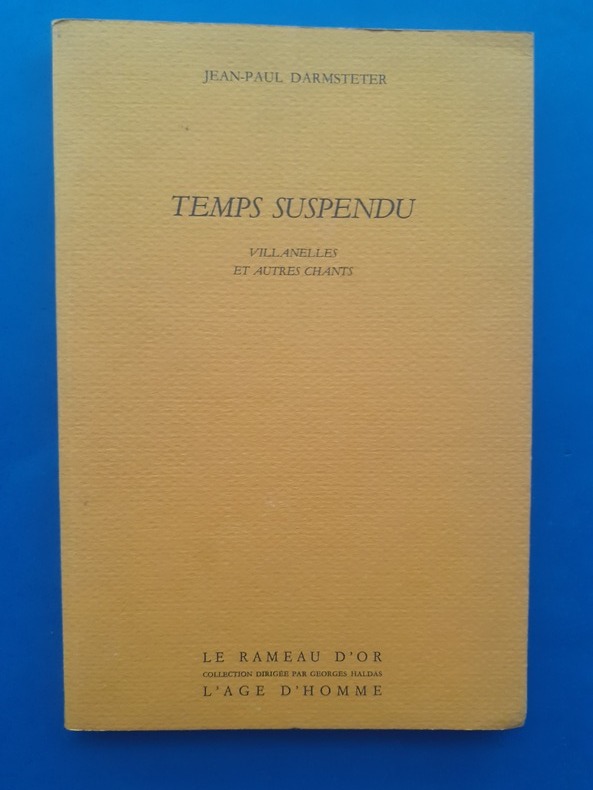 JEAN-PAUL DARMSTETER
TEMPS SUSPENDU
VILLANELLES
ET AUTRES CHANTS
LE RAMEAU D'OR
COLLECTION DIRIGÉE PAR GEORGES HALDAS
L'AGE D'HOMME